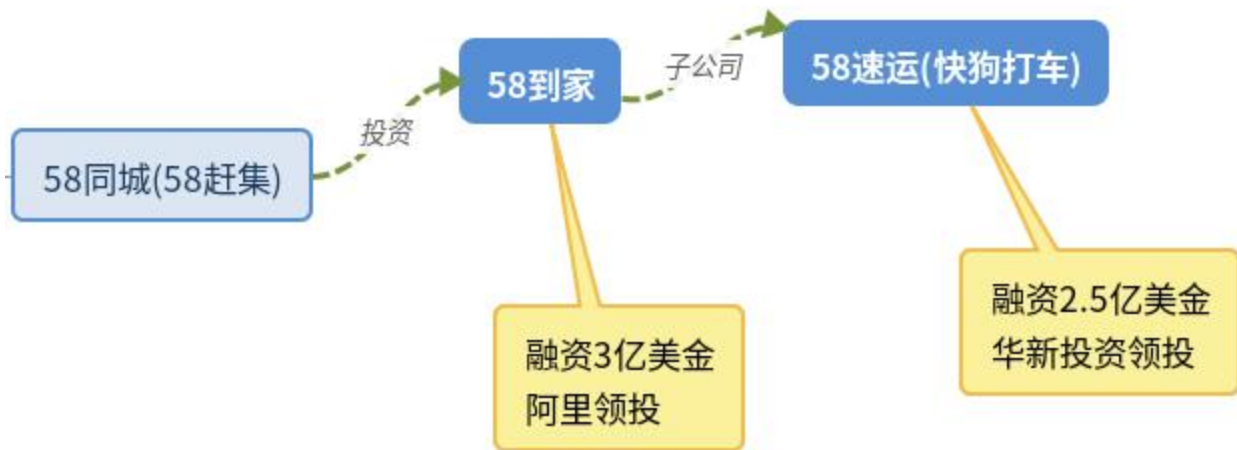 58同城(58赶集)
投资
58到家
子公司
58速运(快狗打车)
融资3亿美金
阿里领投
融资2.5亿美金
华新投资领投